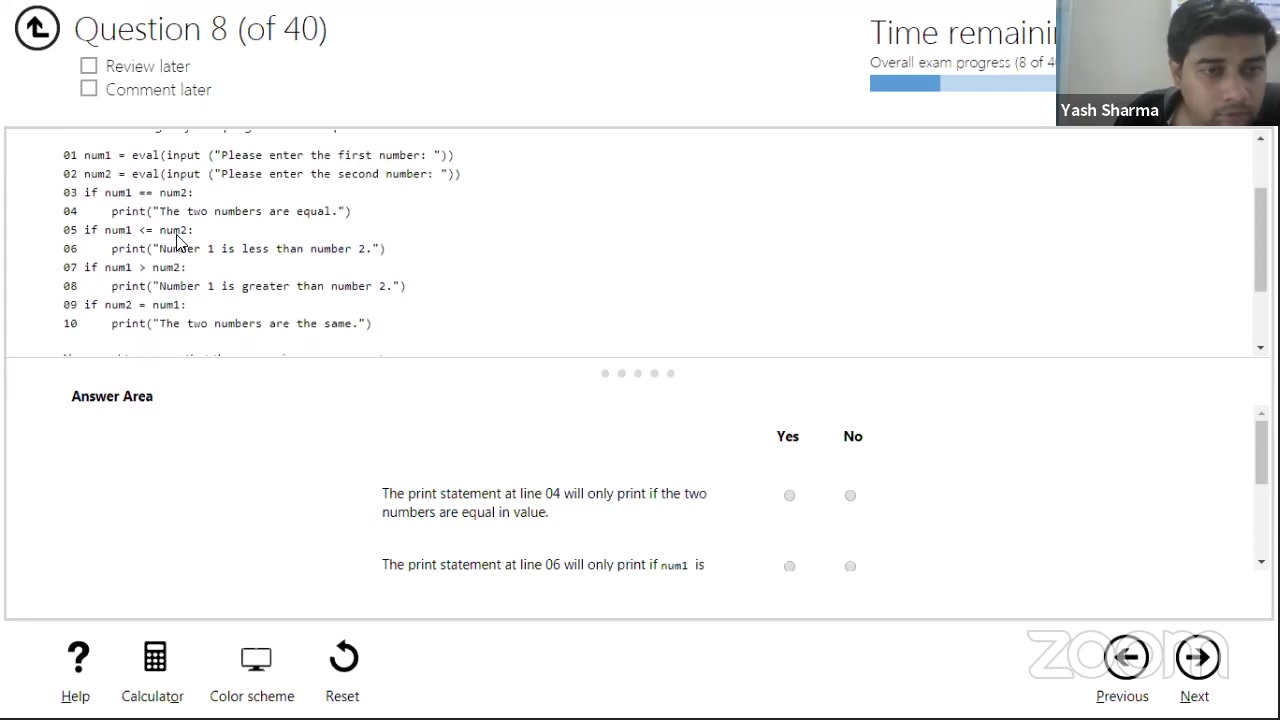 Question 8 (of 40)
Review later
Comment later
Time remainin
Overall exam progress (8 of 4
Yash Sharma
01 num1 = eval(input ("Please enter the first number: "))
02 num2 = eval(input ("Please enter the second number: "))
03 if num1 == num2:
04     print("The two numbers are equal.")
05 if num1 <= num2:
06     print("Number 1 is less than number 2.")
07 if num1 > num2:
08     print("Number 1 is greater than number 2.")
09 if num2 = num1:
10     print("The two numbers are the same.")
Answer Area
Yes No
The print statement at line 04 will only print if the two
numbers are equal in value.
The print statement at line 06 will only print if num1 is
zoom
Help Calculator Color scheme Reset Previous Next